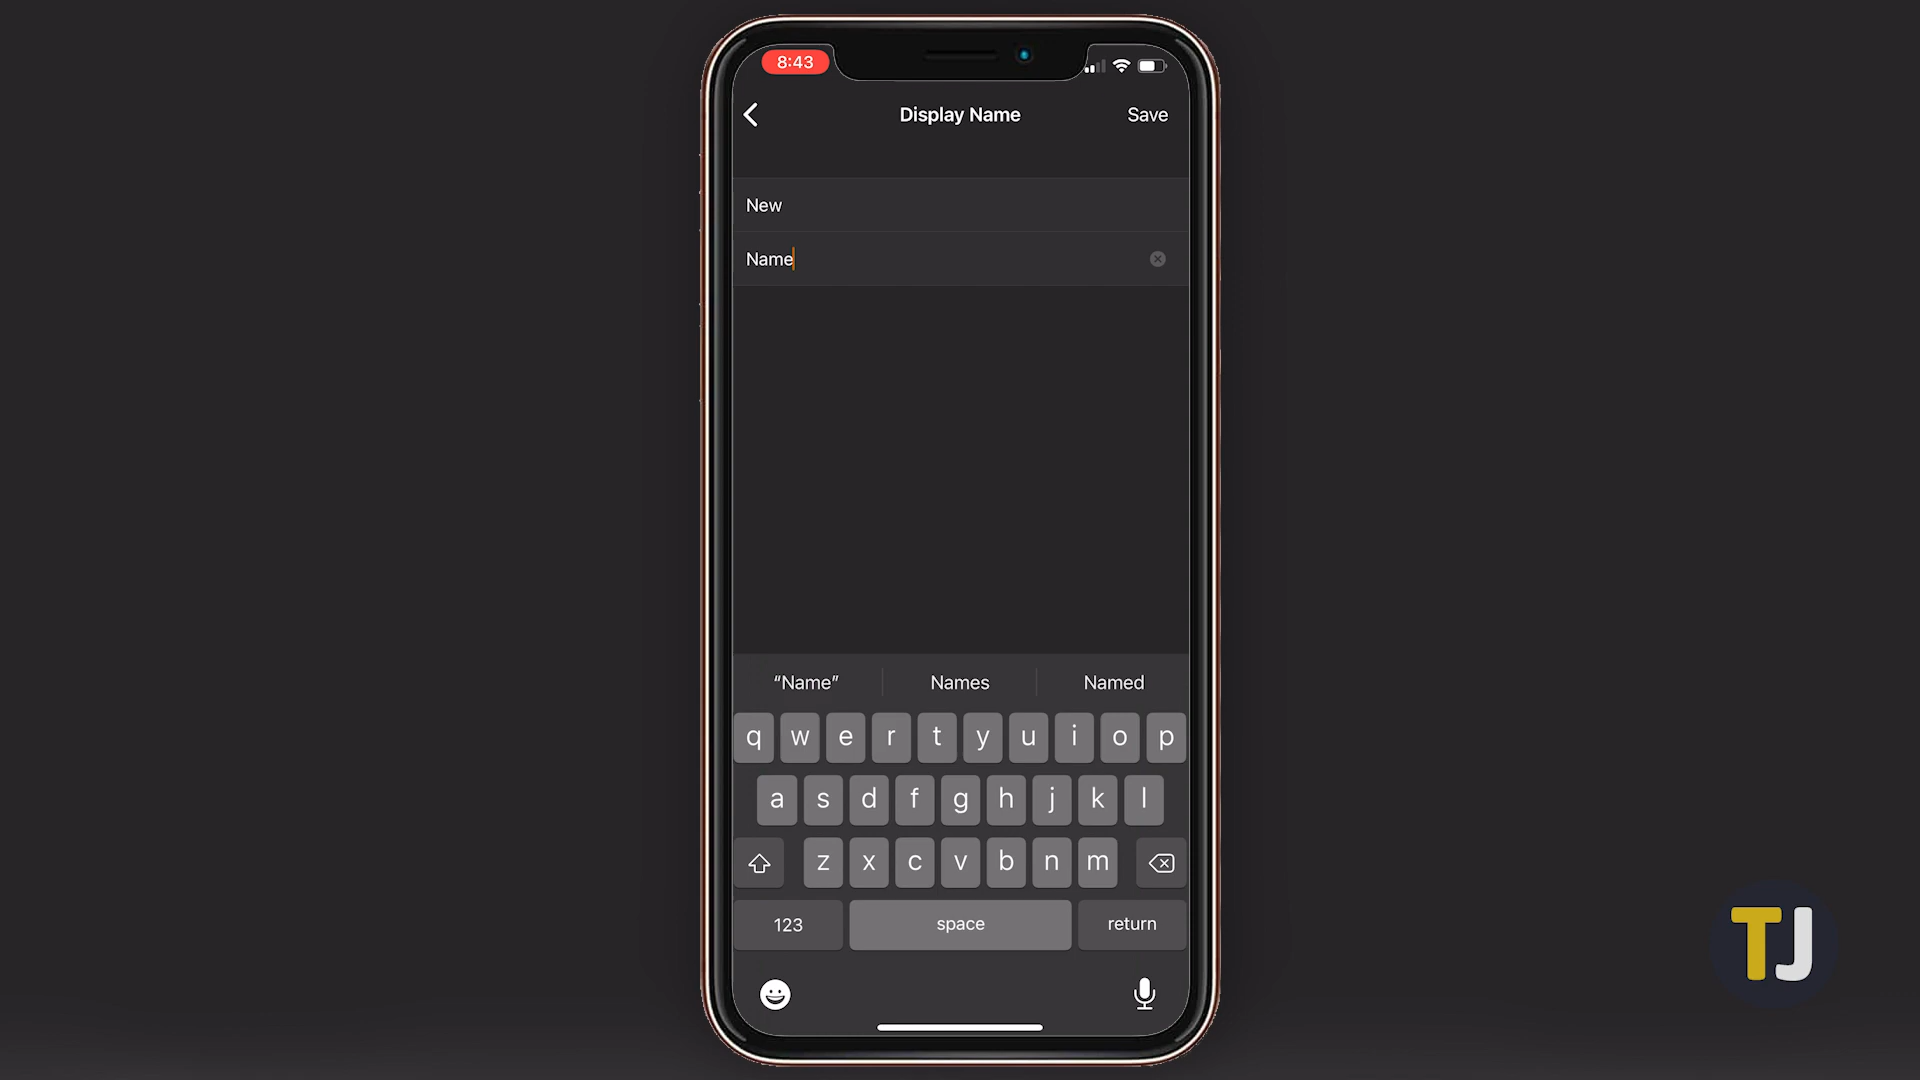 8:43
Display Name Save
New
Name
“Name” Names Named
q w e r t y u i o p
a s d f g h j k l
z x c v b n m
123 space return
TJ